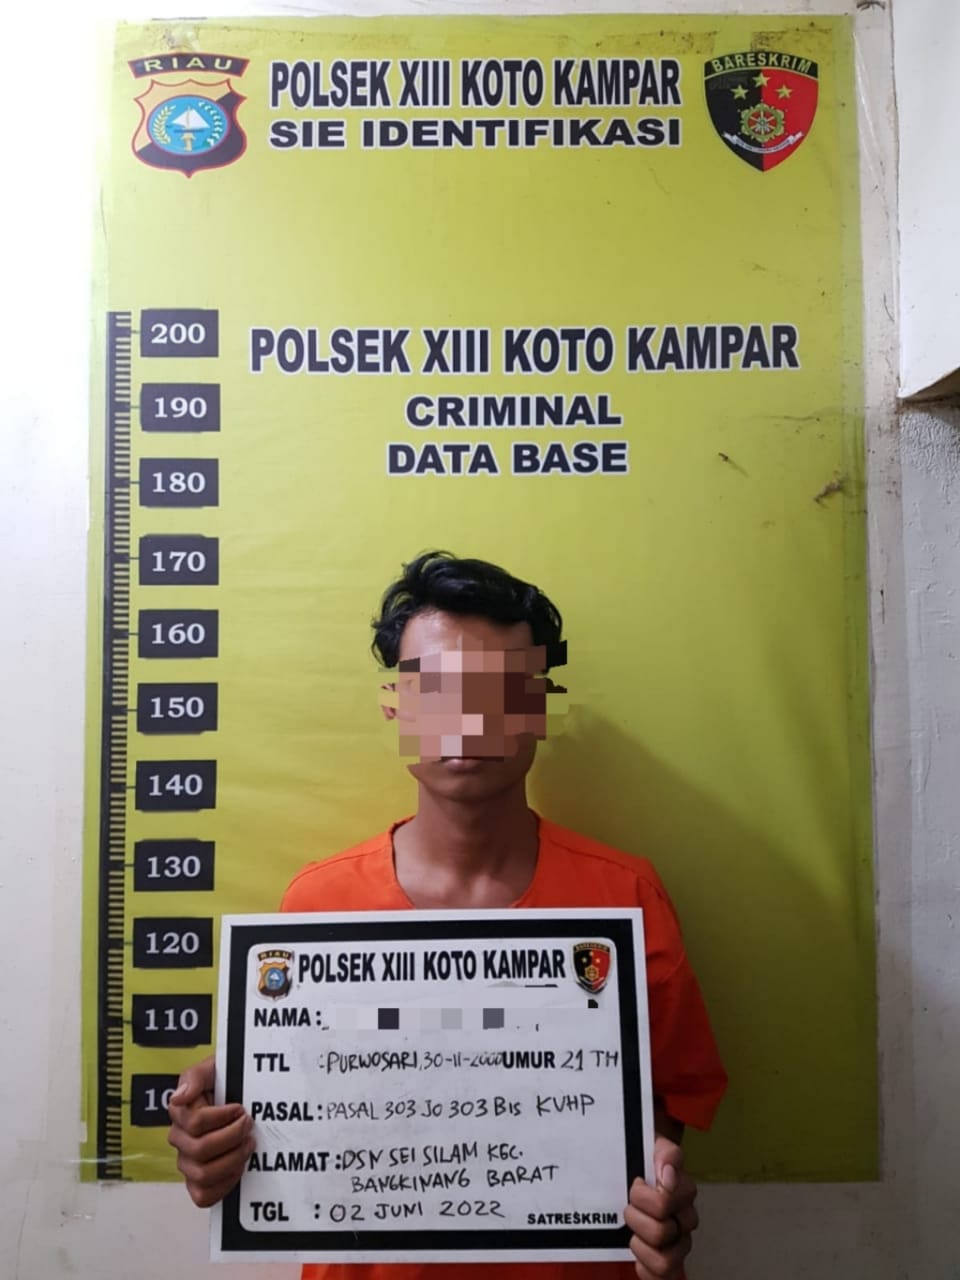 RIAU
POLSEK XIII KOTO KAMPAR
SIE IDENTIFIKASI
BARESKRIM
200
190
180
170
160
150
140
130
120
110
POLSEK XIII KOTO KAMPAR
CRIMINAL
DATA BASE
RIAU
POLSEK XIII KOTO KAMPAR
NAMA :
TTL : PURWOSARI, 30-11-2000 UMUR 21 TH
PASAL : PASAL 303 Jo 303 Bis KUHP
ALAMAT : DSN SEI SILAM KEC.
BANGKINANG BARAT
TGL : 02 JUNI 2022
SATRESKRIM